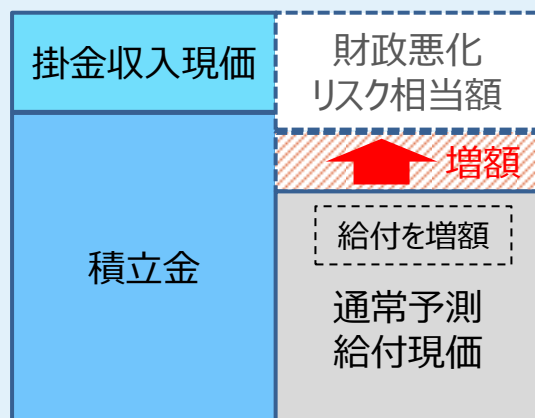 掛金収入現価
財政悪化
リスク相当額
増額
給付を増額
積立金
通常予測
給付現価